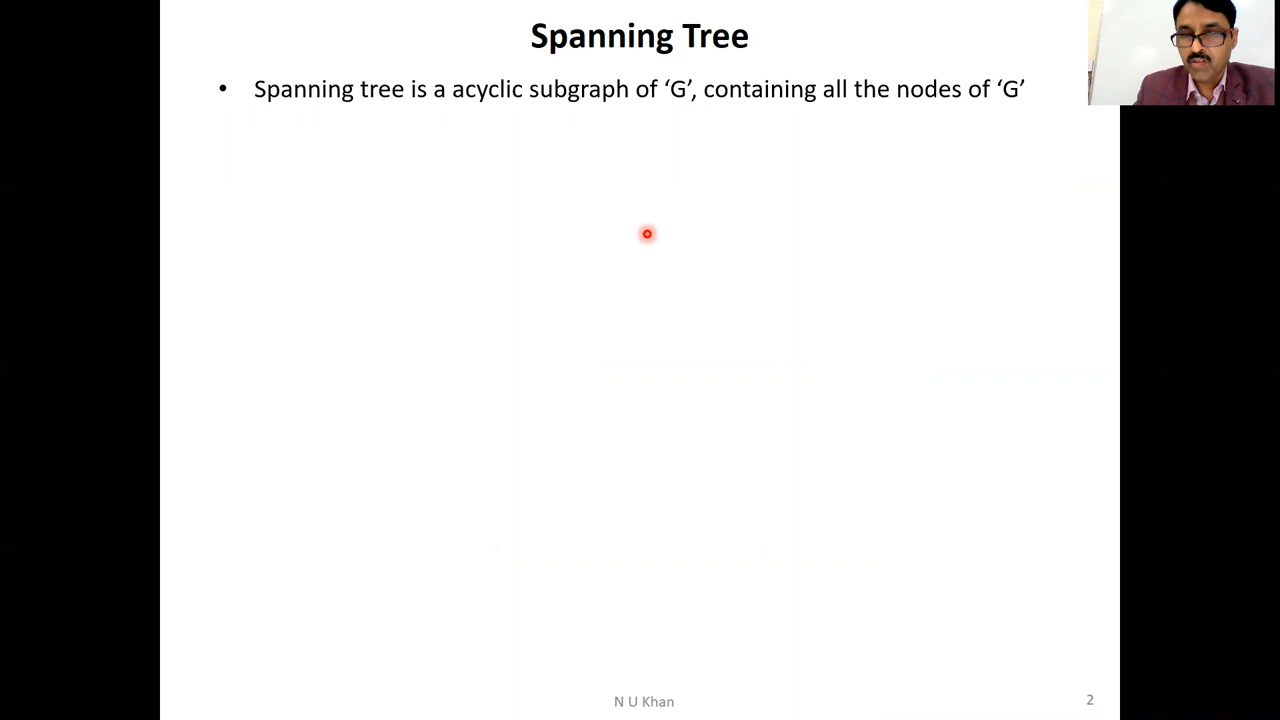 Spanning Tree
• Spanning tree is a acyclic subgraph of ‘G’, containing all the nodes of ‘G’
N U Khan
2